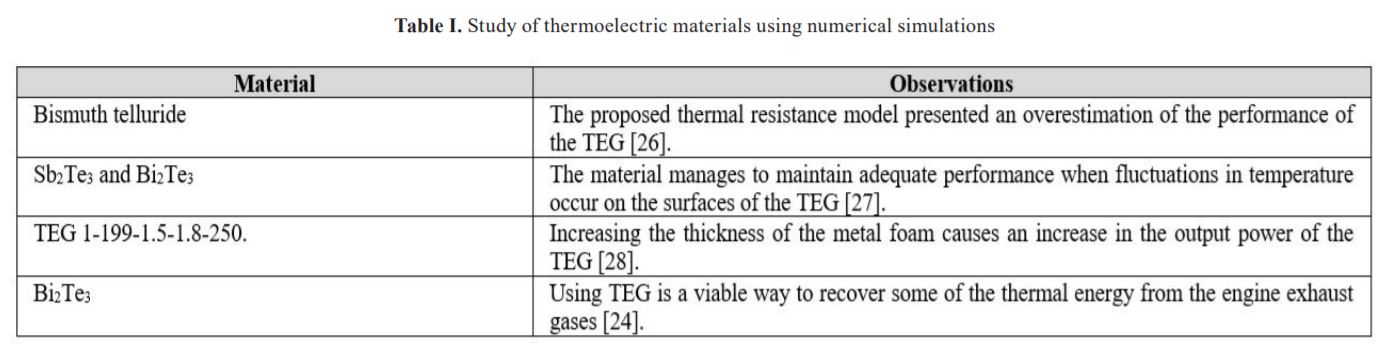 Table I. Study of thermoelectric materials using numerical simulations
Material Observations
Bismuth telluride The proposed thermal resistance model presented an overestimation of the performance of
the TEG [26].
Sb₂Te₃ and Bi₂Te₃ The material manages to maintain adequate performance when fluctuations in temperature
occur on the surfaces of the TEG [27].
TEG 1-199-1.5-1.8-250. Increasing the thickness of the metal foam causes an increase in the output power of the
TEG [28].
Bi₂Te₃ Using TEG is a viable way to recover some of the thermal energy from the engine exhaust
gases [24].